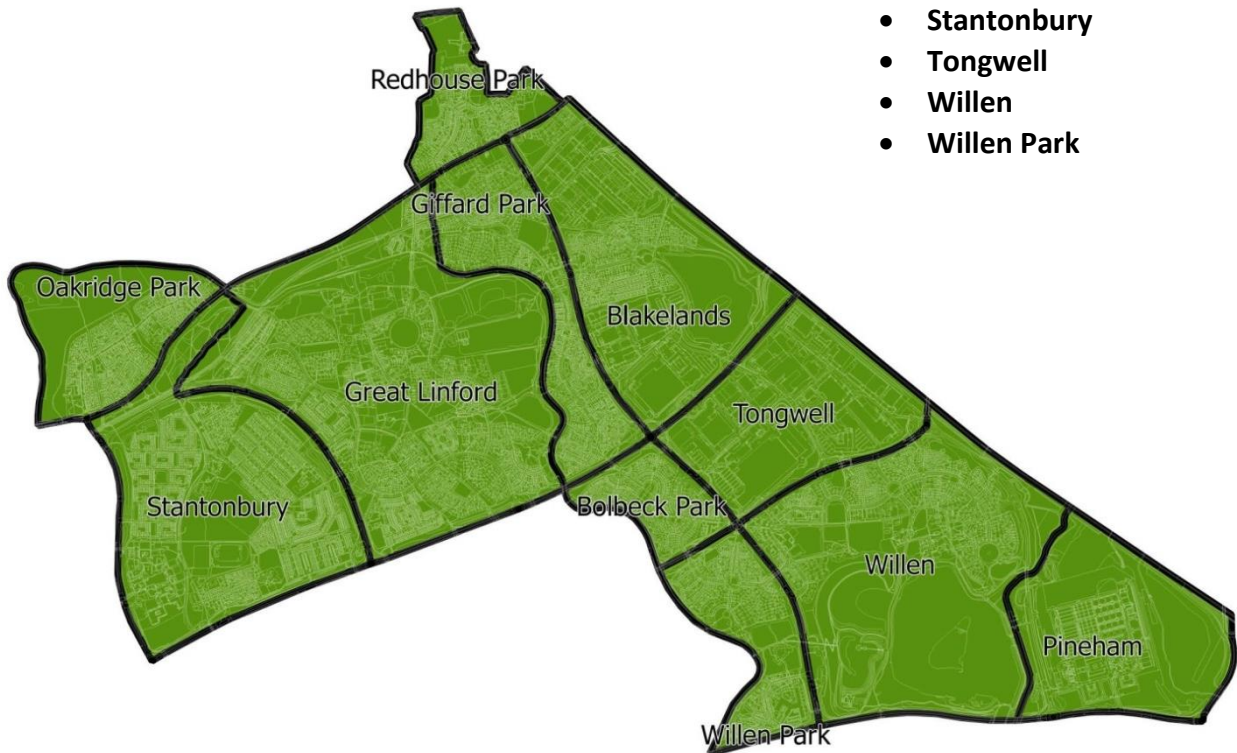 • Stantonbury
• Tongwell
• Willen
• Willen Park
Redhouse Park
Giffard Park
Oakridge Park
Blakelands
Great Linford
Tongwell
Stantonbury
Bolbeck Park
Willen
Pineham
Willen Park